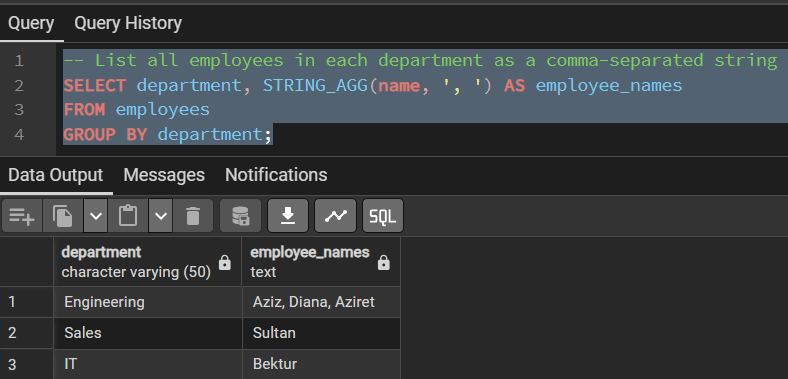 Query Query History
1 -- List all employees in each department as a comma-separated string
2 SELECT department, STRING_AGG(name, ', ') AS employee_names
3 FROM employees
4 GROUP BY department;
Data Output Messages Notifications
SQL
department employee_names
character varying (50) text
1 Engineering Aziz, Diana, Aziret
2 Sales Sultan
3 IT Bektur